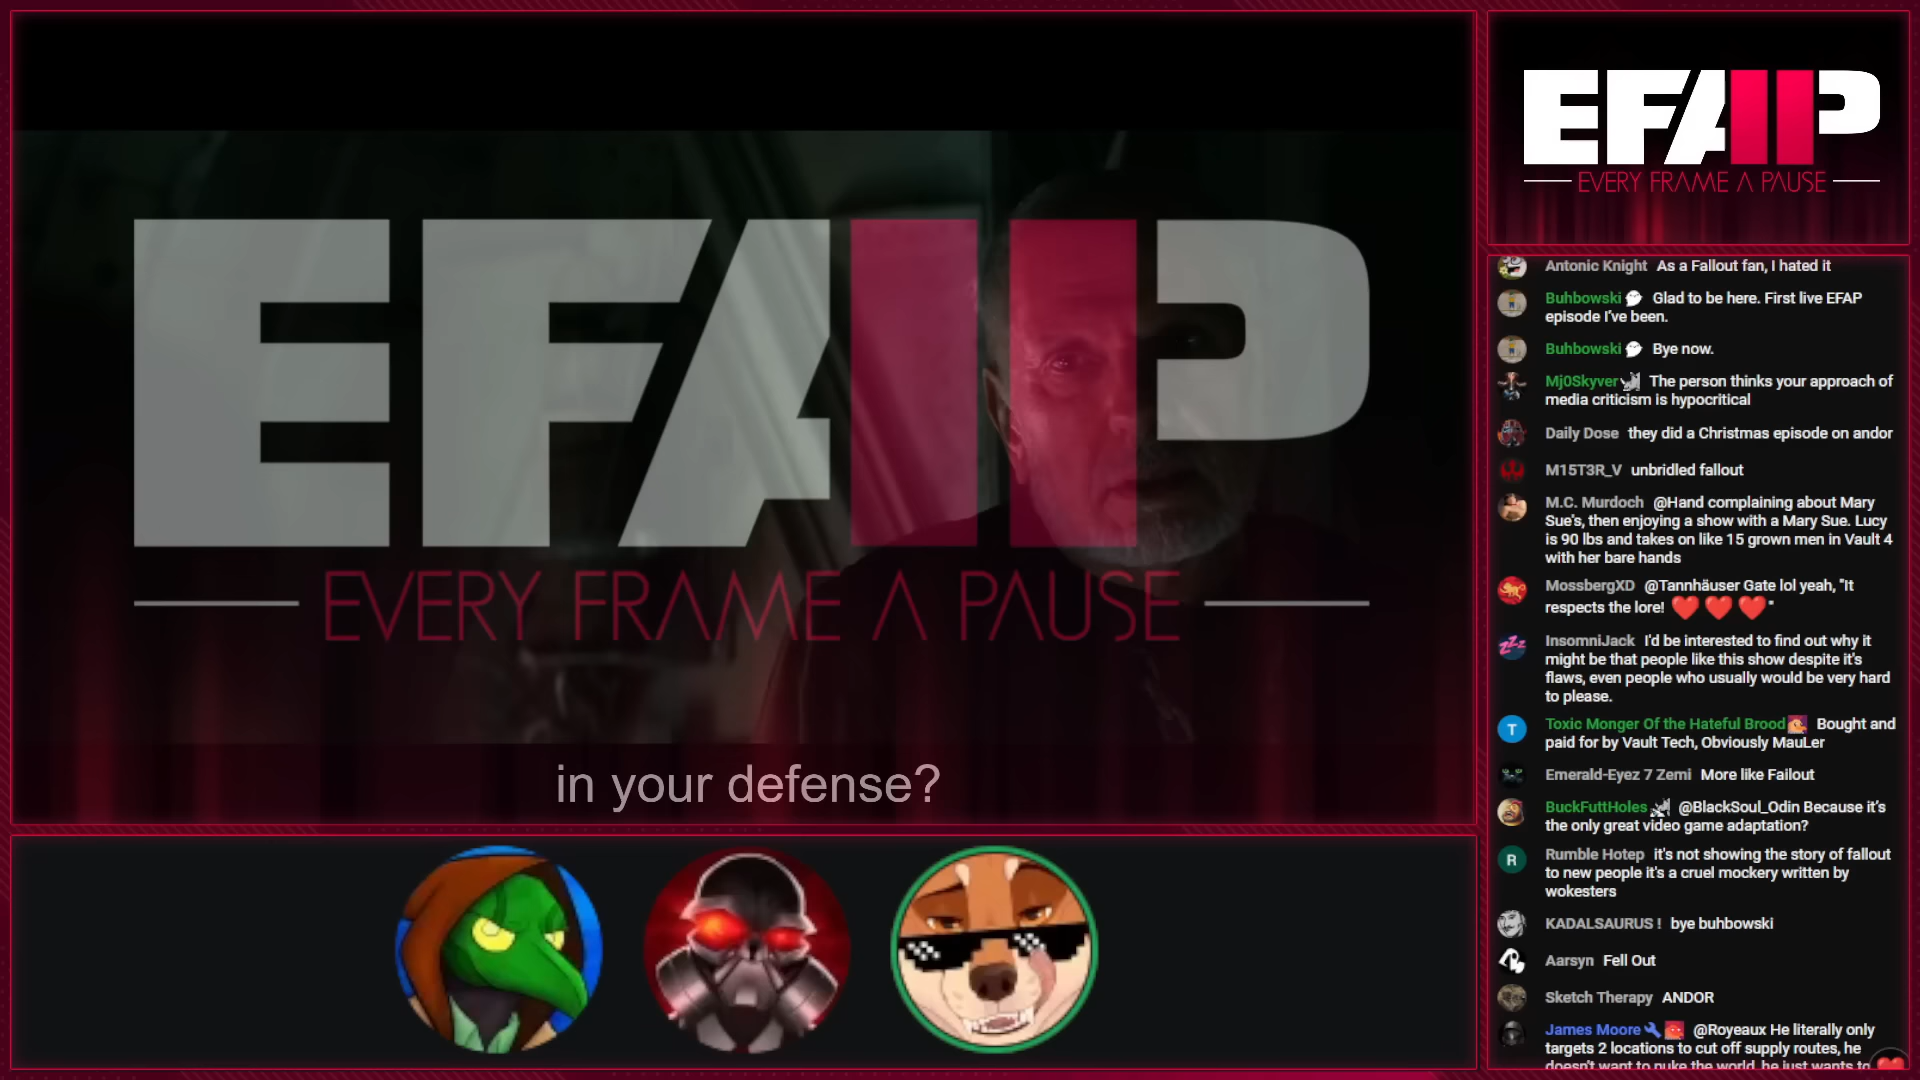 EFAP
EVERY FRAME A PAUSE
in your defense?
EFAP
EVERY FRAME A PAUSE
Antonic Knight As a Fallout fan, I hated it
Buhbowski Glad to be here. First live EFAP
episode I've been.
Buhbowski Bye now.
Mj0Skyver The person thinks your approach of
media criticism is hypocritical
Daily Dose they did a Christmas episode on andor
M15T3R_V unbridled fallout
M.C. Murdoch @Hand complaining about Mary
Sue's, then enjoying a show with a Mary Sue. Lucy
is 90 lbs and takes on like 15 grown men in Vault 4
with her bare hands
MossbergXD @Tannhäuser Gate lol yeah, "It
respects the lore! ❤️❤️❤️"
InsomniJack I'd be interested to find out why it
might be that people like this show despite it's
flaws, even people who usually would be very hard
to please.
T
Toxic Monger Of the Hateful Brood Bought and
paid for by Vault Tech, Obviously MauLer
Emerald-Eyez 7 Zemi More like Failout
BuckFuttHoles @BlackSoul_Odin Because it's
the only great video game adaptation?
R
Rumble Hotep it's not showing the story of fallout
to new people it's a cruel mockery written by
wokesters
KADALSAURUS ! bye buhbowski
Aarsyn Fell Out
Sketch Therapy ANDOR
James Moore @Royeaux He literally only
targets 2 locations to cut off supply routes, he
doesn't want to nuke the world, he just wants to